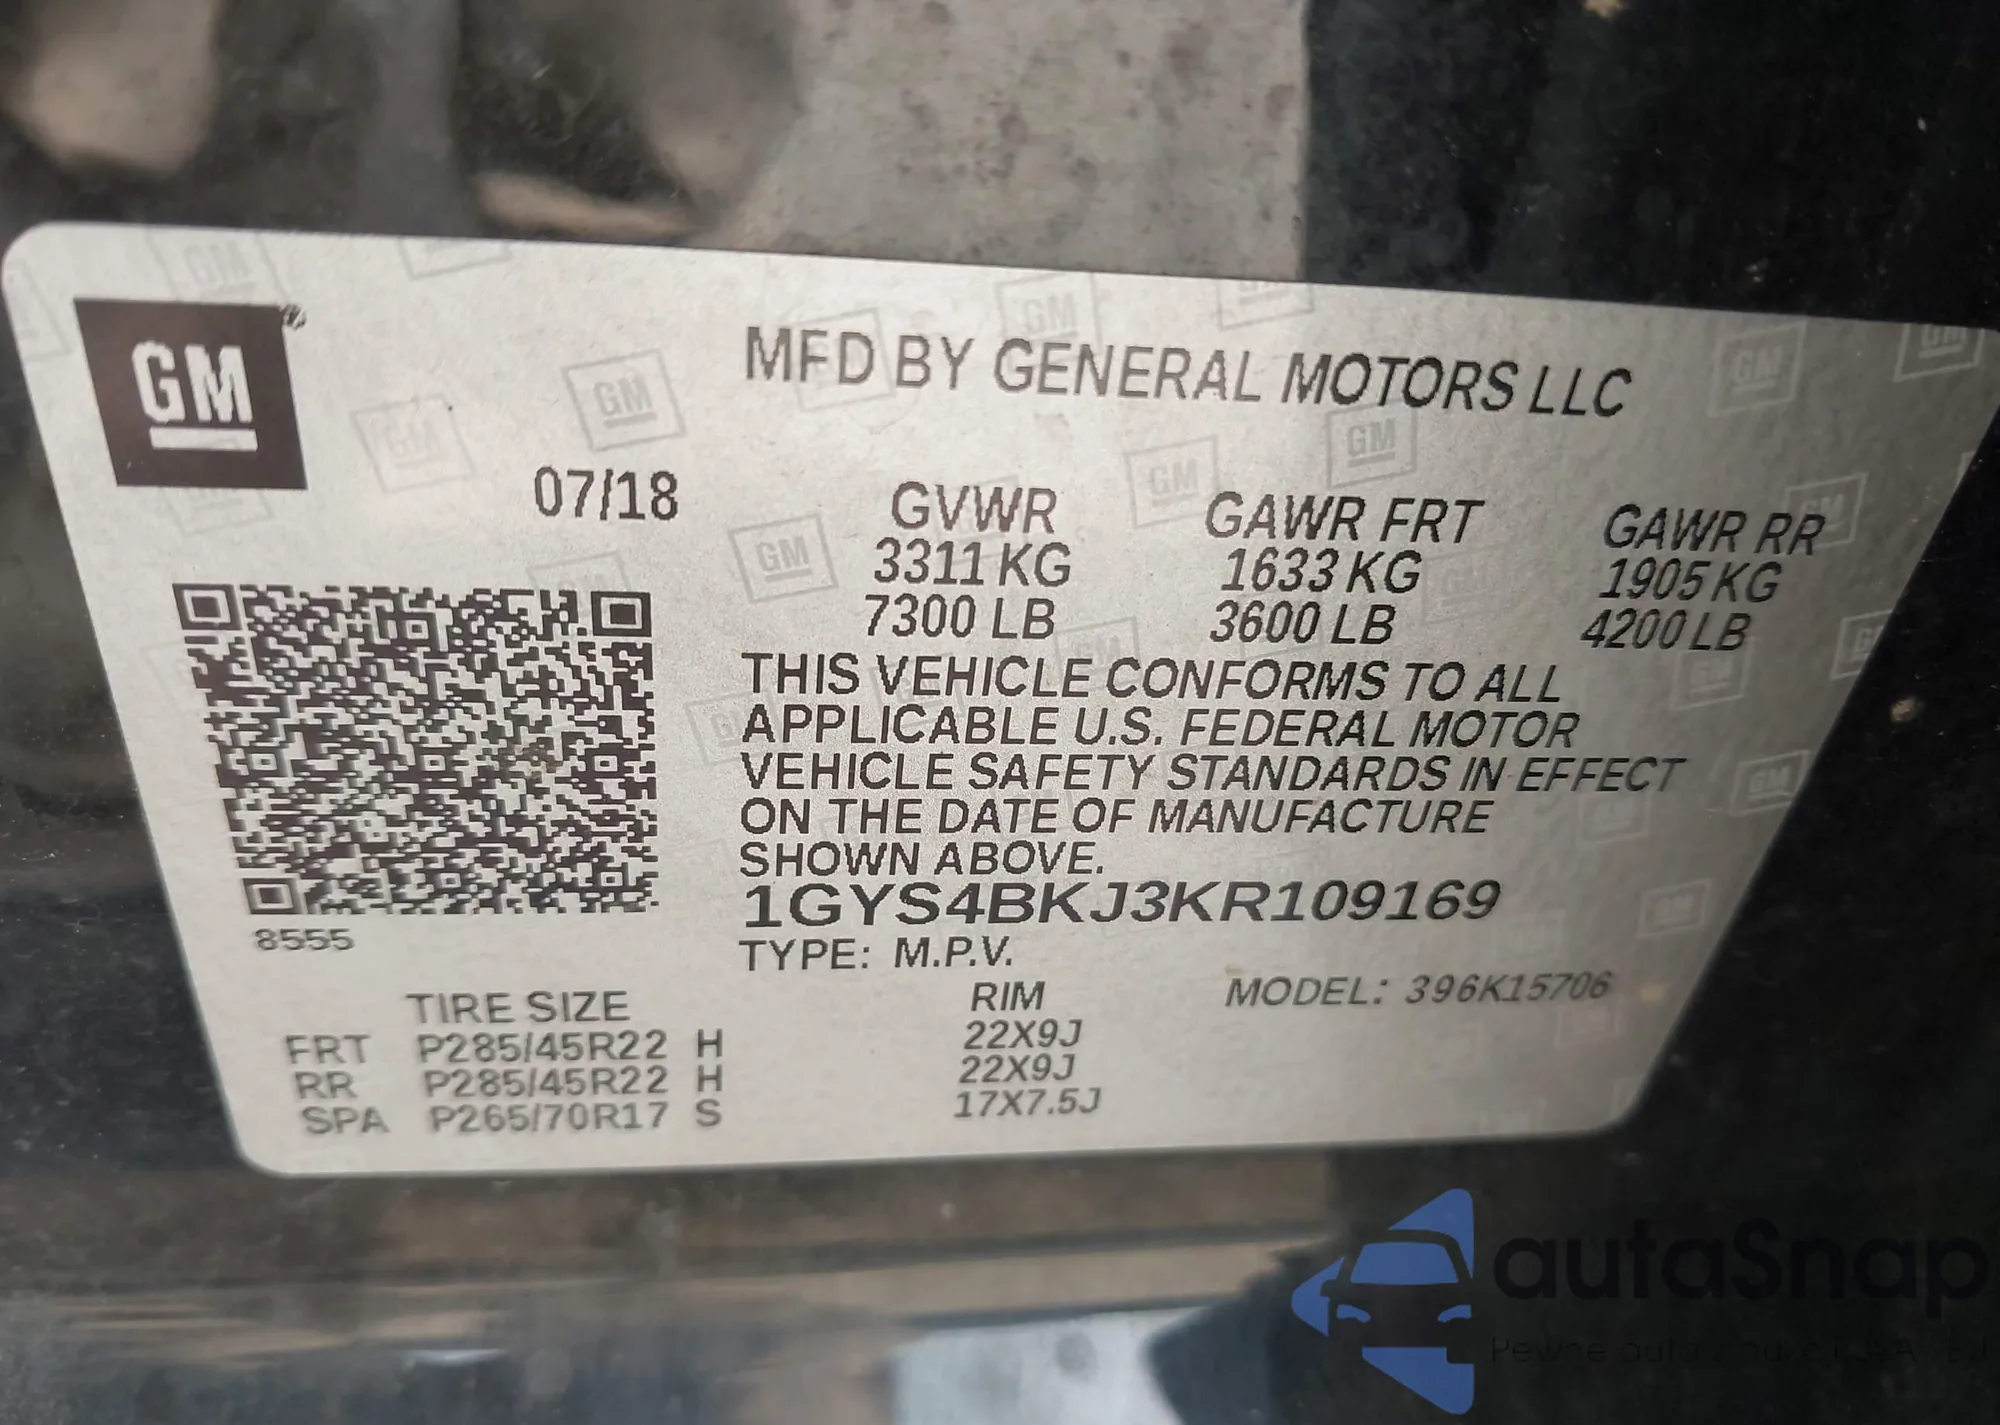 GM
MFD BY GENERAL MOTORS LLC
07/18
GVWR GAWR FRT GAWR RR
3311 KG 1633 KG 1905 KG
7300 LB 3600 LB 4200 LB
THIS VEHICLE CONFORMS TO ALL
APPLICABLE U.S. FEDERAL MOTOR
VEHICLE SAFETY STANDARDS IN EFFECT
ON THE DATE OF MANUFACTURE
SHOWN ABOVE.
1GYS4BKJ3KR109169
8555
TYPE: M.P.V.
MODEL: 396K15706
TIRE SIZE RIM
FRT P285/45R22 H 22X9J
RR P285/45R22 H 22X9J
SPA P265/70R17 S 17X7.5J
autaSnap
Pewne auta